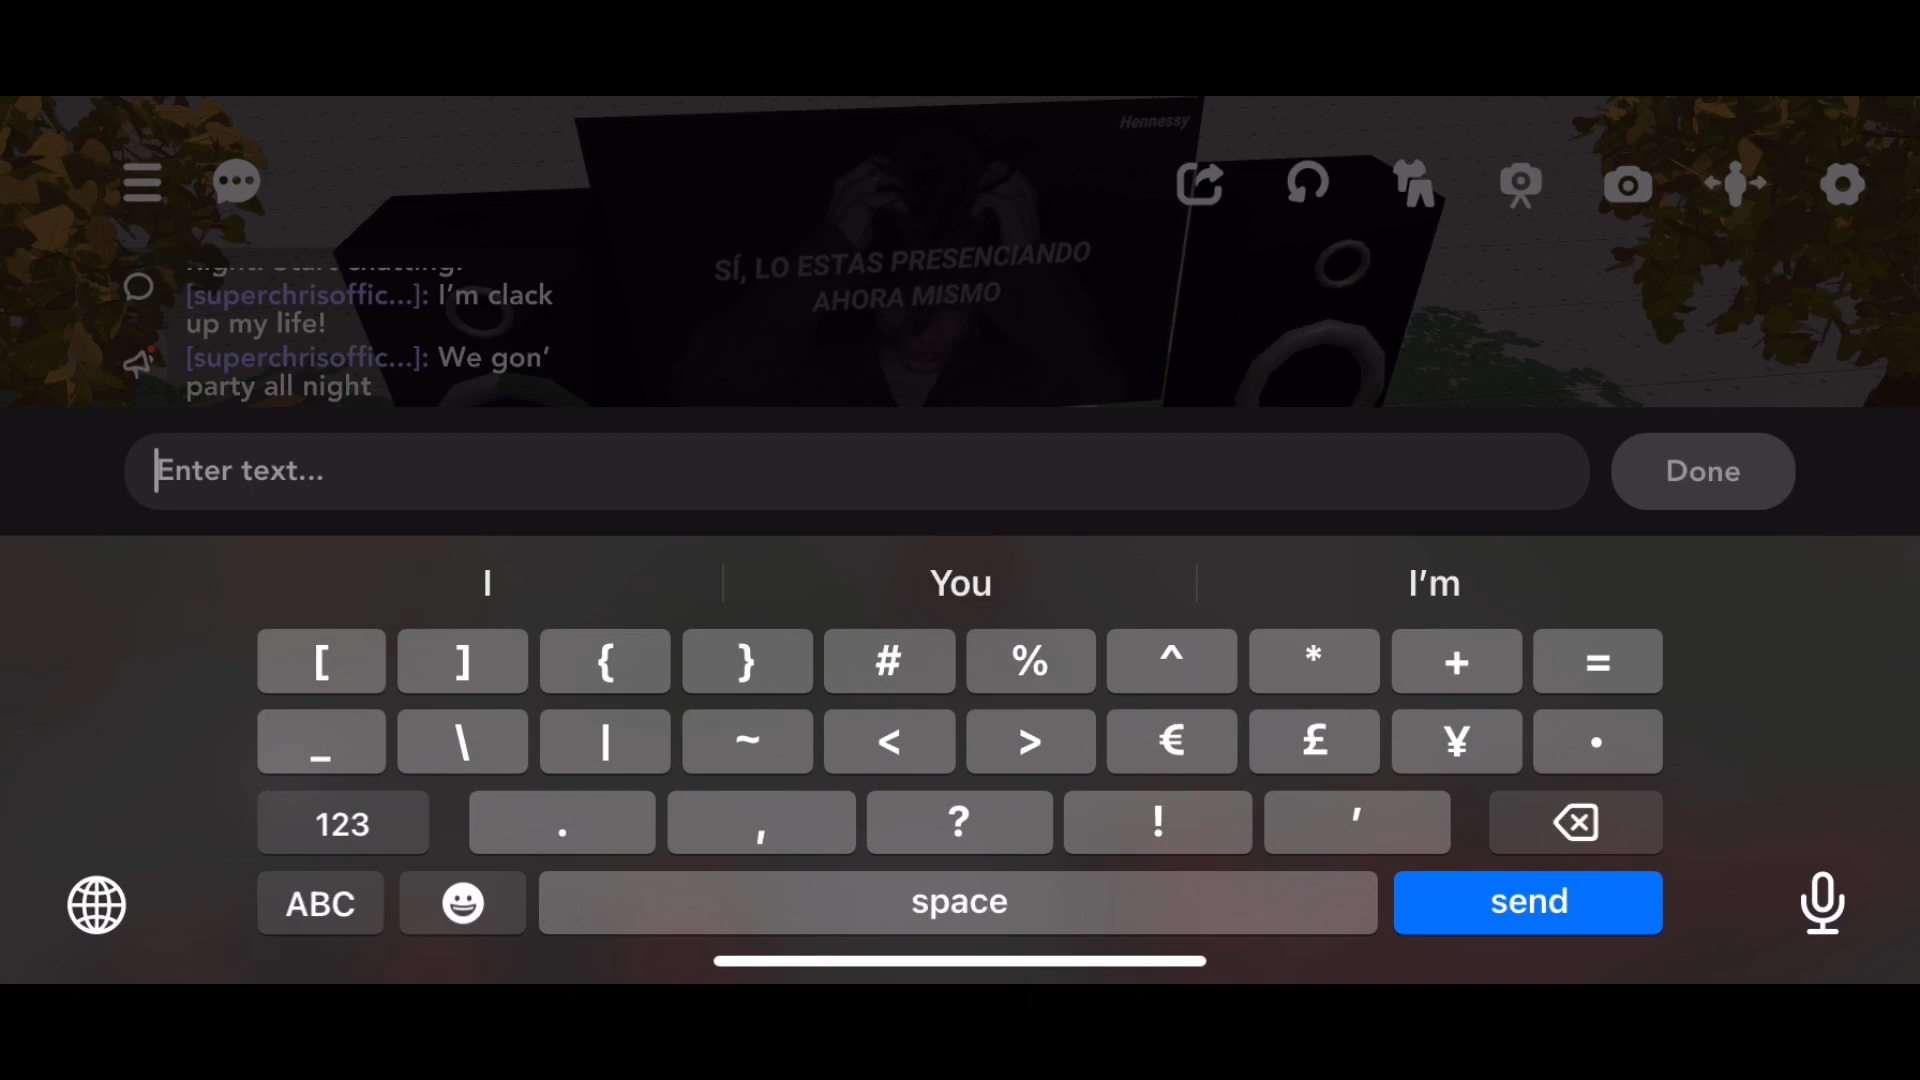 Hennessy
SÍ, LO ESTAS PRESENCIANDO
AHORA MISMO
[superchrisoffic...]: I'm clack
up my life!
[superchrisoffic...]: We gon'
party all night
Enter text...
Done
I You I'm
[ ] { } # % ^ * + =
_ \ | ~ < > € £ ¥ •
123 . , ? ! '
ABC space send